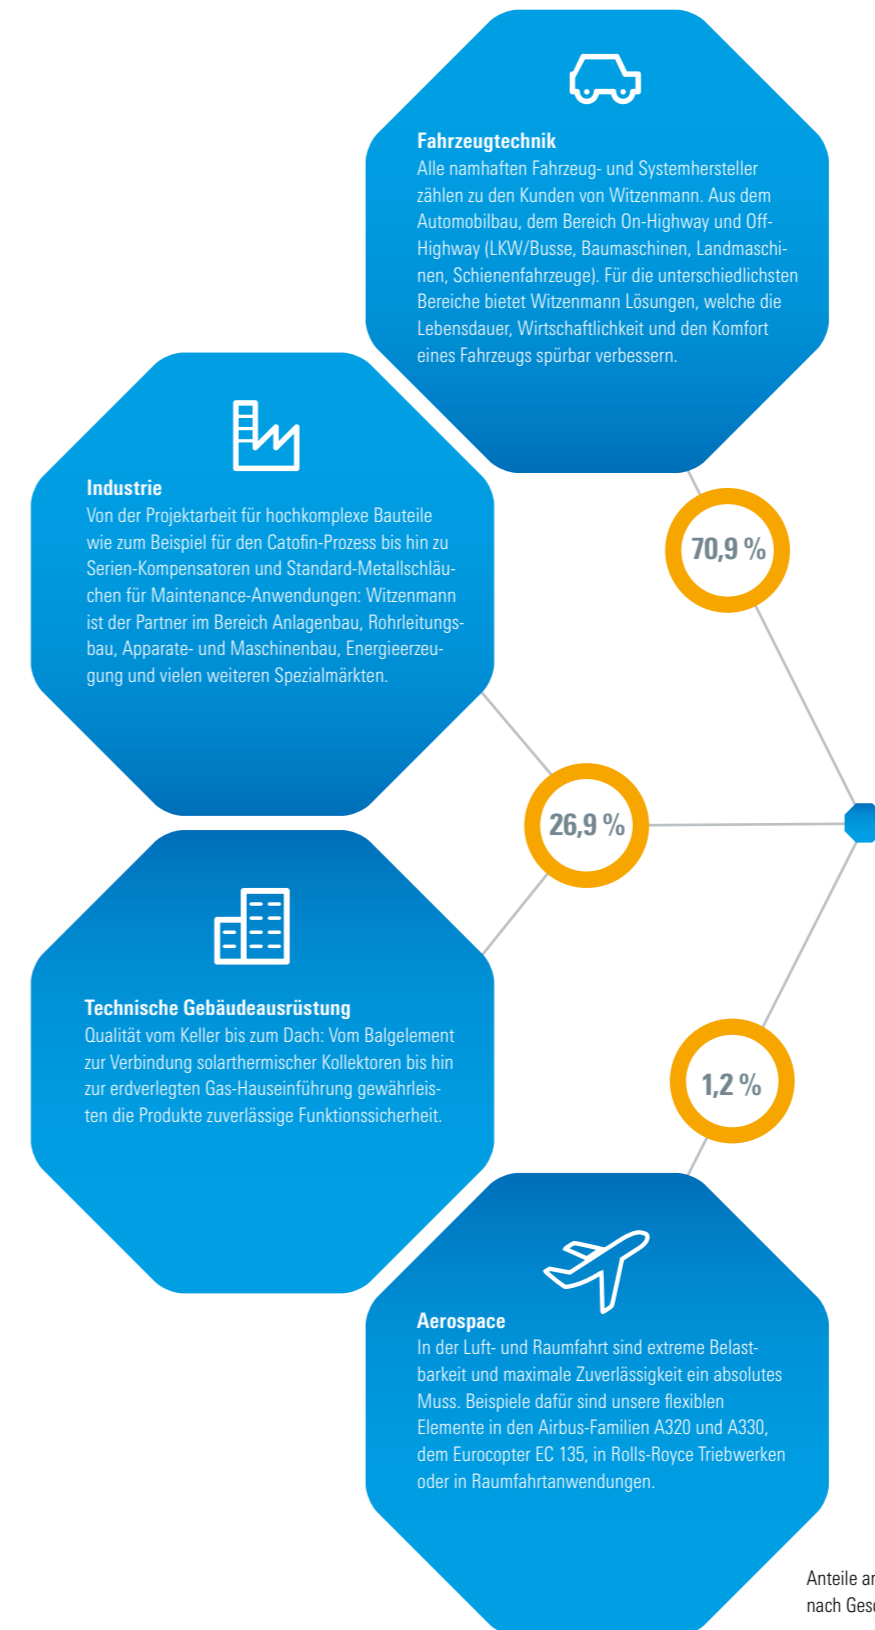 Fahrzeugtechnik
Alle namhaften Fahrzeug- und Systemhersteller
zählen zu den Kunden von Witzenmann. Aus dem
Automobilbau, dem Bereich On-Highway und Off-
Highway (LKW/Busse, Baumaschinen, Landmaschi-
nen, Schienenfahrzeuge). Für die unterschiedlichsten
Bereiche bietet Witzenmann Lösungen, welche die
Lebensdauer, Wirtschaftlichkeit und den Komfort
eines Fahrzeugs spürbar verbessern.
70,9 %
Industrie
Von der Projektarbeit für hochkomplexe Bauteile
wie zum Beispiel für den Catofin-Prozess bis hin zu
Serien-Kompensatoren und Standard-Metallschläu-
chen für Maintenance-Anwendungen: Witzenmann
ist der Partner im Bereich Anlagenbau, Rohrleitungs-
bau, Apparate- und Maschinenbau, Energieerzeu-
gung und vielen weiteren Spezialmärkten.
26,9 %
Technische Gebäudeausrüstung
Qualität vom Keller bis zum Dach: Vom Balgelement
zur Verbindung solarthermischer Kollektoren bis hin
zur erdverlegten Gas-Hauseinführung gewährleis-
ten die Produkte zuverlässige Funktionssicherheit.
1,2 %
Aerospace
In der Luft- und Raumfahrt sind extreme Belast-
barkeit und maximale Zuverlässigkeit ein absolutes
Muss. Beispiele dafür sind unsere flexiblen
Elemente in den Airbus-Familien A320 und A330,
dem Eurocopter EC 135, in Rolls-Royce Triebwerken
oder in Raumfahrtanwendungen.
Anteile
nach